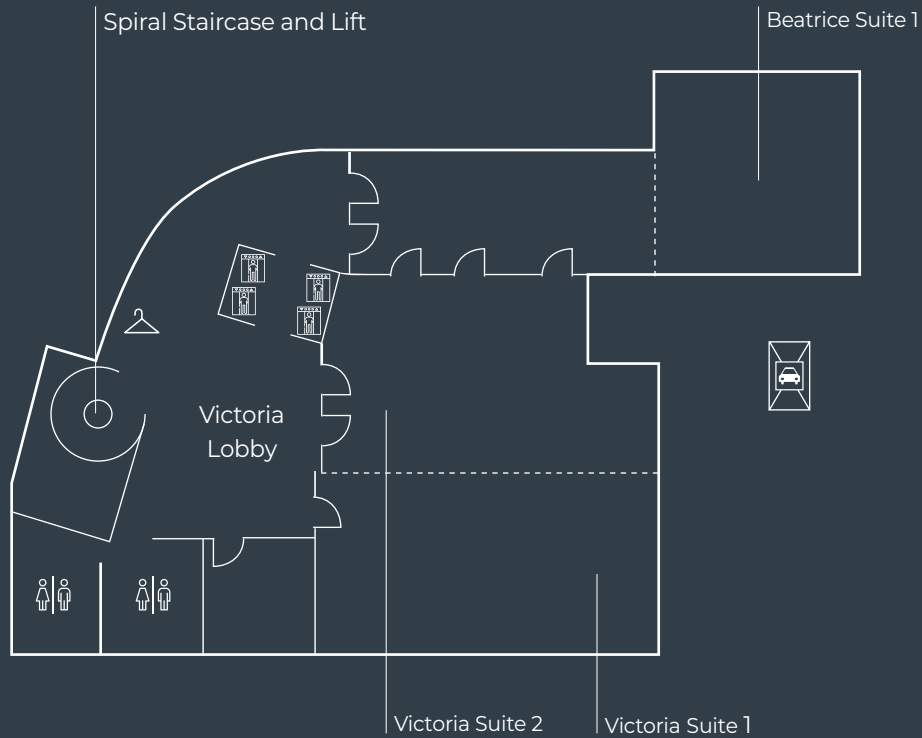 Spiral Staircase and Lift
Beatrice Suite 1
Victoria
Lobby
Victoria Suite 2
Victoria Suite 1